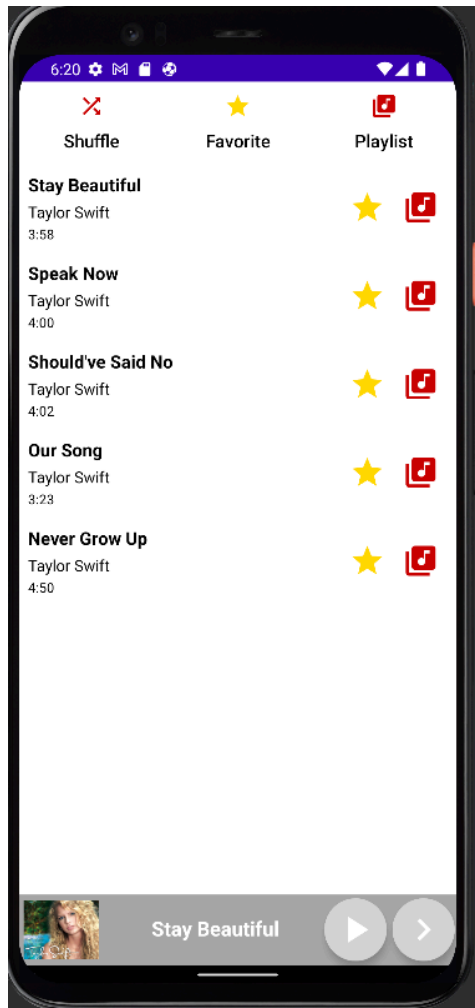 6:20
Shuffle Favorite Playlist
Stay Beautiful
Taylor Swift
3:58
Speak Now
Taylor Swift
4:00
Should've Said No
Taylor Swift
4:02
Our Song
Taylor Swift
3:23
Never Grow Up
Taylor Swift
4:50
Stay Beautiful